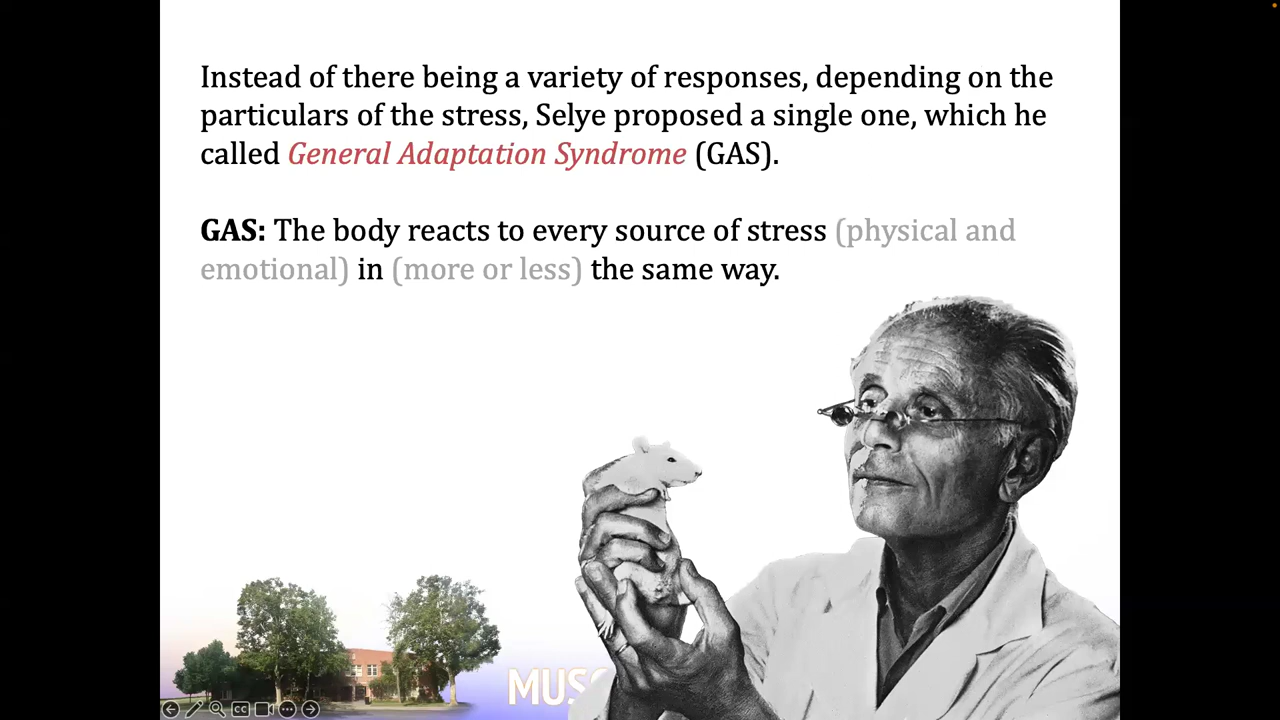 Instead of there being a variety of responses, depending on the
particulars of the stress, Selye proposed a single one, which he
called General Adaptation Syndrome (GAS).
GAS: The body reacts to every source of stress (physical and
emotional) in (more or less) the same way.
MUS
CC